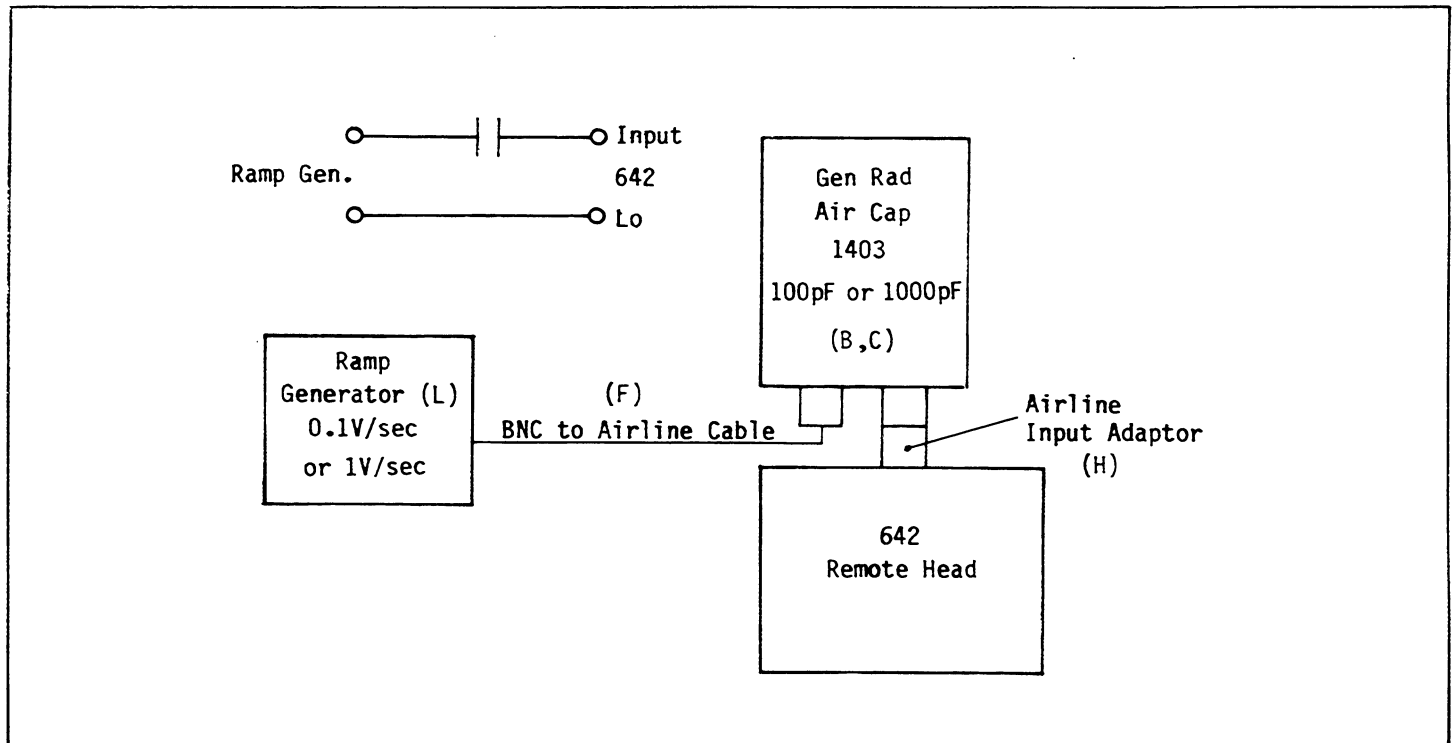 Input
Ramp Gen.
642
Lo
Gen Rad
Air Cap
1403
100pF or 1000pF
(B,C)
Ramp
Generator (L)
0.1V/sec
or 1V/sec
(F)
BNC to Airline Cable
Airline
Input Adaptor
(H)
642
Remote Head